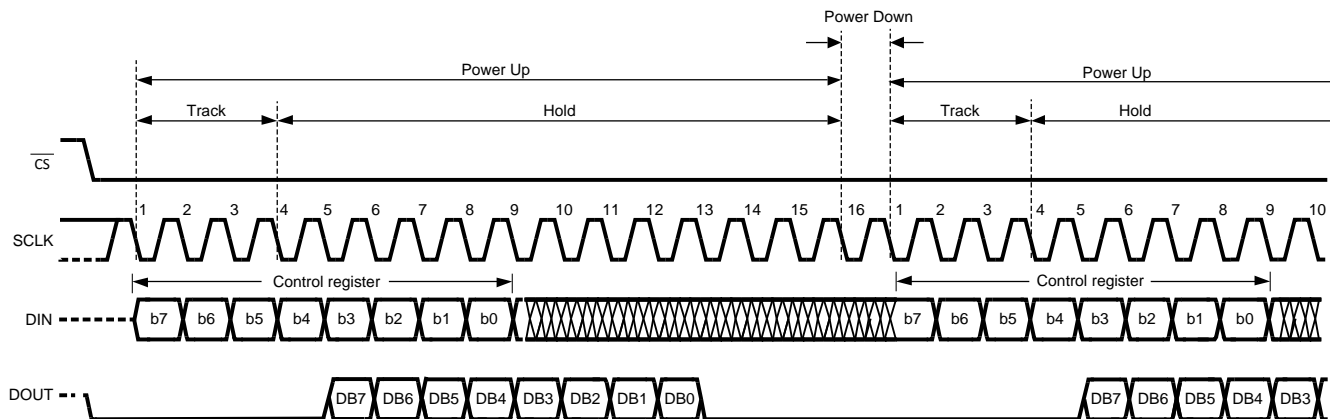 Power Down
Power Up
Power Up
Track
Hold
Track
Hold
CS
1 2 3 4 5 6 7 8 9 10 11 12 13 14 15 16 1 2 3 4 5 6 7 8 9 10
SCLK
Control register
Control register
DIN
b7 b6 b5 b4 b3 b2 b1 b0 b7 b6 b5 b4 b3 b2 b1 b0
DOUT
DB7 DB6 DB5 DB4 DB3 DB2 DB1 DB0 DB7 DB6 DB5 DB4 DB3